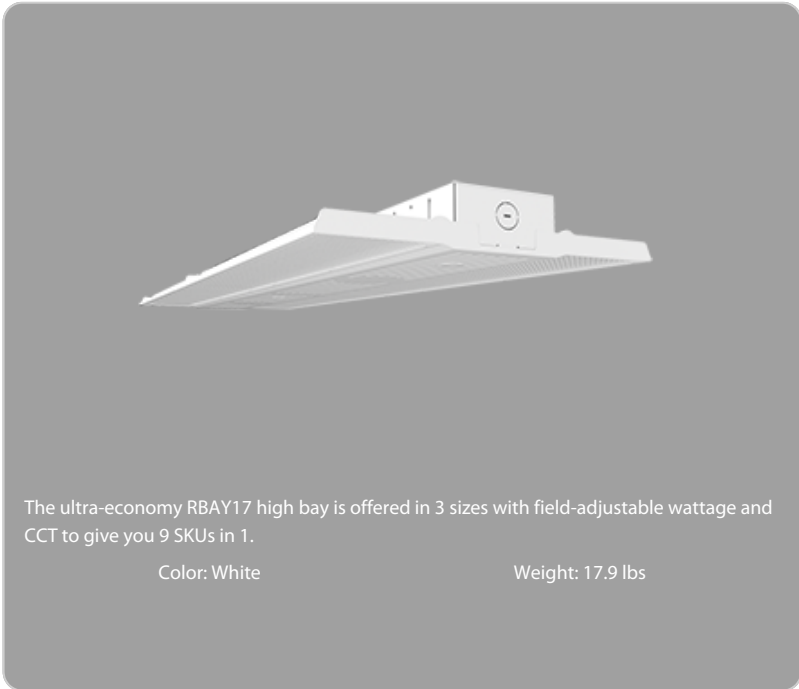 The ultra-economy RBAY17 high bay is offered in 3 sizes with field-adjustable wattage and
CCT to give you 9 SKUs in 1.
Color: White Weight: 17.9 lbs